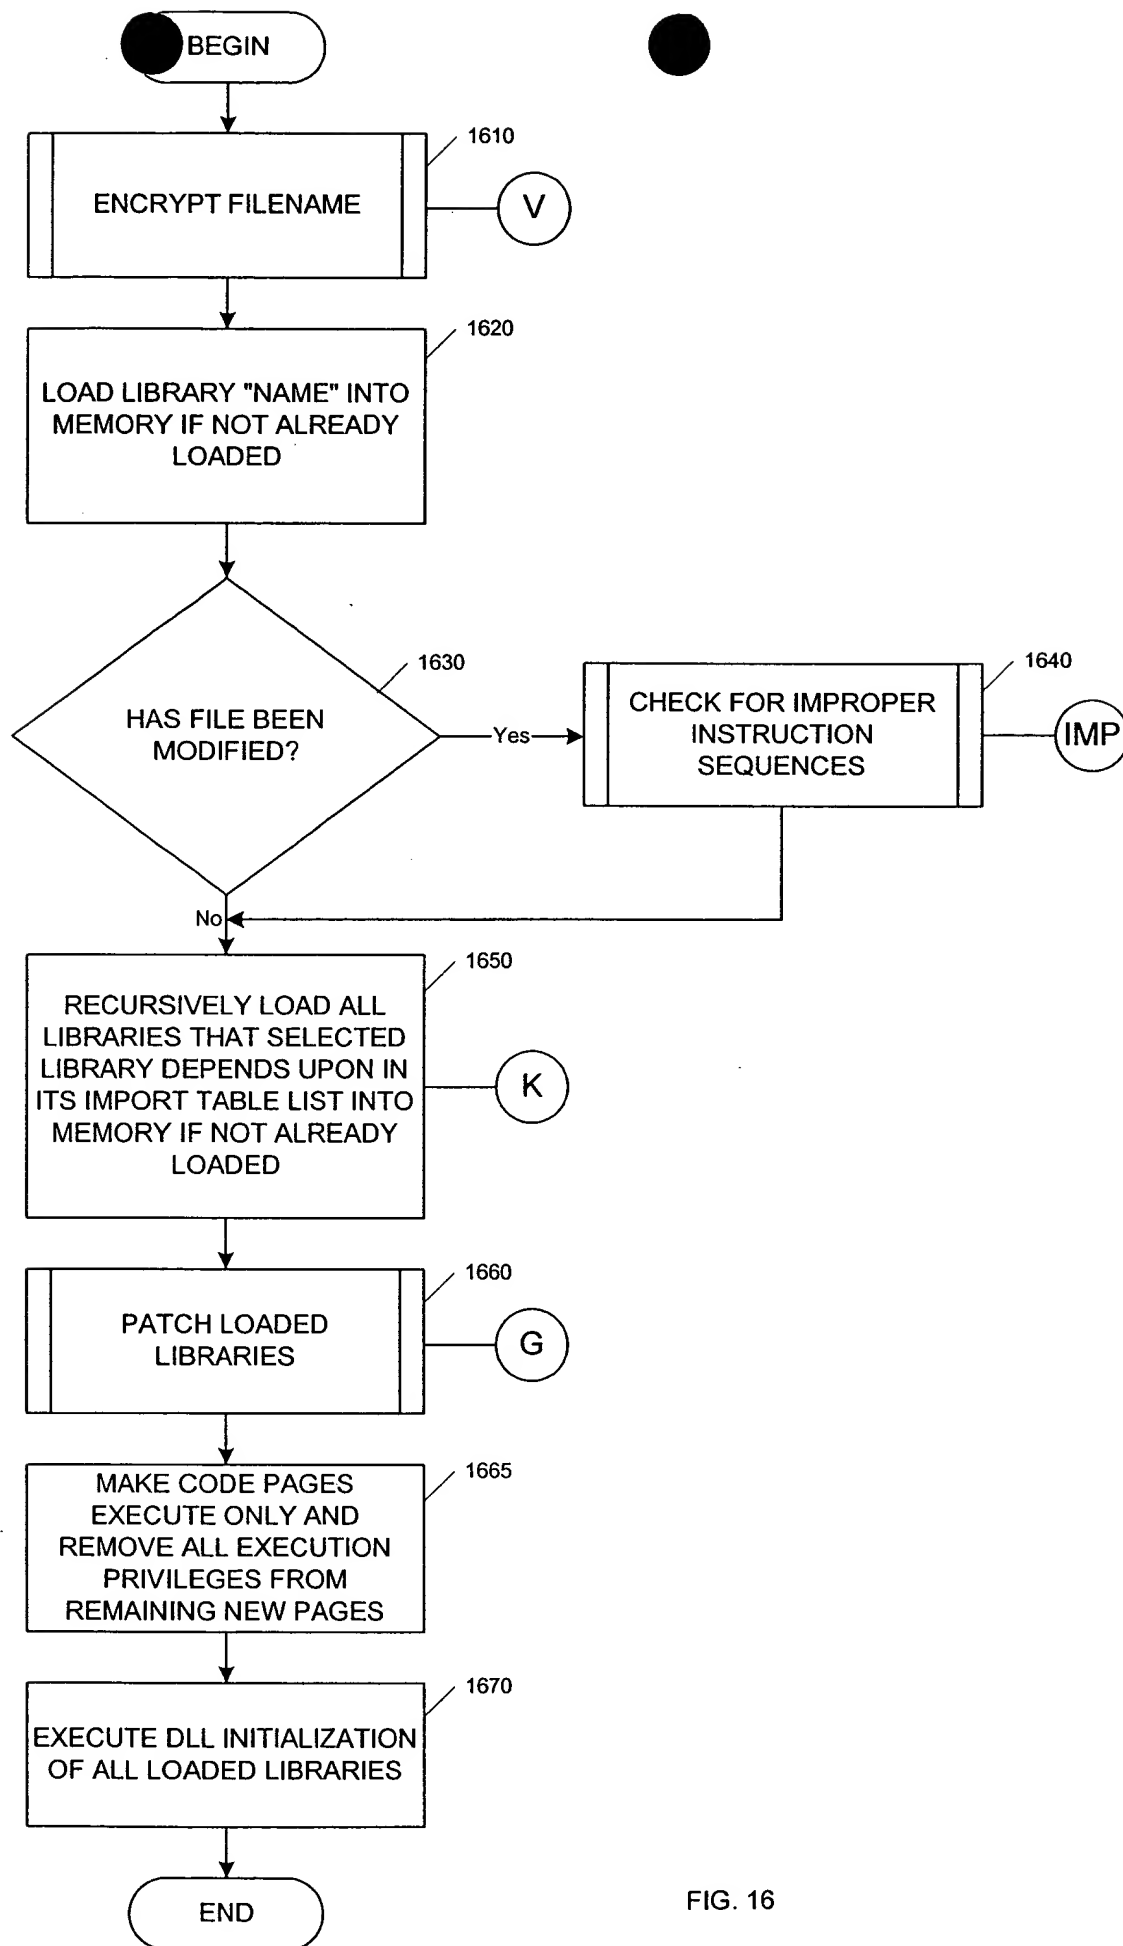 BEGIN
1610
ENCRYPT FILENAME
V
1620
LOAD LIBRARY "NAME" INTO
MEMORY IF NOT ALREADY
LOADED
1630
HAS FILE BEEN
MODIFIED?
Yes
1640
CHECK FOR IMPROPER
INSTRUCTION
SEQUENCES
IMP
No
1650
RECURSIVELY LOAD ALL
LIBRARIES THAT SELECTED
LIBRARY DEPENDS UPON IN
ITS IMPORT TABLE LIST INTO
MEMORY IF NOT ALREADY
LOADED
K
1660
PATCH LOADED
LIBRARIES
G
1665
MAKE CODE PAGES
EXECUTE ONLY AND
REMOVE ALL EXECUTION
PRIVILEGES FROM
REMAINING NEW PAGES
1670
EXECUTE DLL INITIALIZATION
OF ALL LOADED LIBRARIES
END
FIG. 16